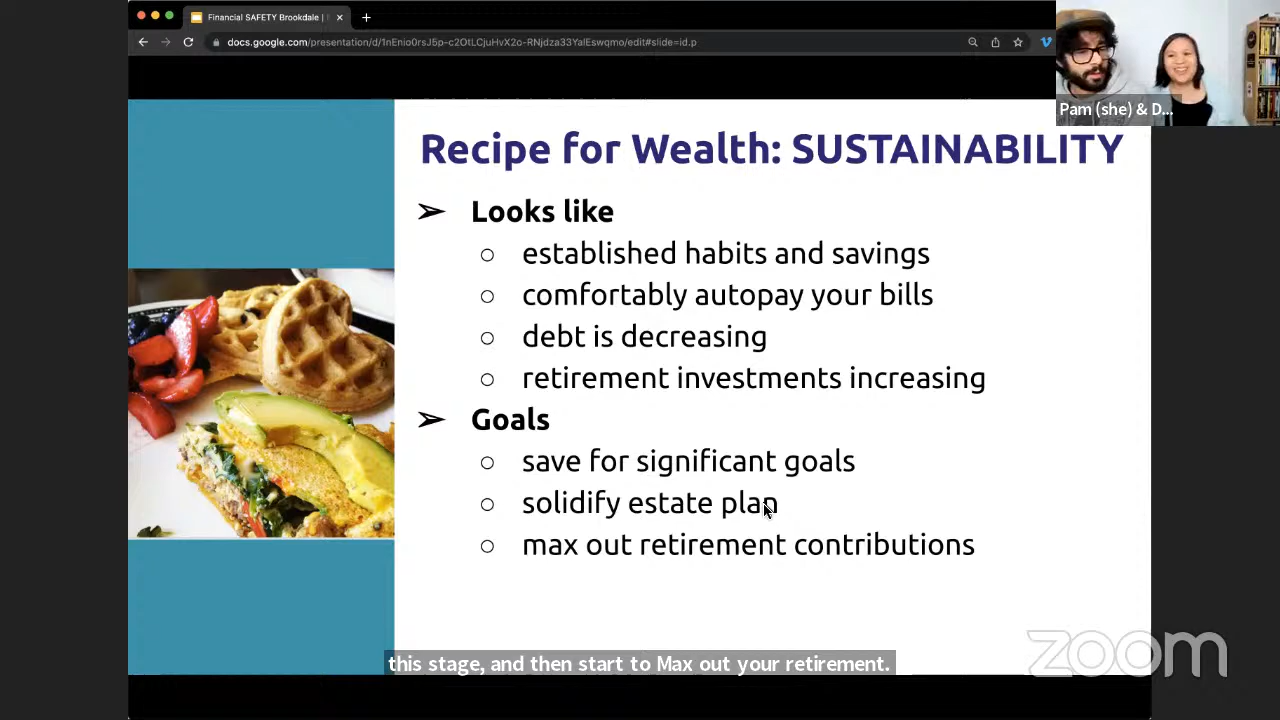 Financial SAFETY Brookdale |
docs.google.com/presentation/d/1nEnio0rsJ5p-c2OtLCjuHvX2o-RNjdza33YalEswqmo/edit#slide=id.p
Pam (she) & D...
Recipe for Wealth: SUSTAINABILITY
➢ Looks like
○ established habits and savings
○ comfortably autopay your bills
○ debt is decreasing
○ retirement investments increasing
➢ Goals
○ save for significant goals
○ solidify estate plan
○ max out retirement contributions
zoom
this stage, and then start to Max out your retirement.